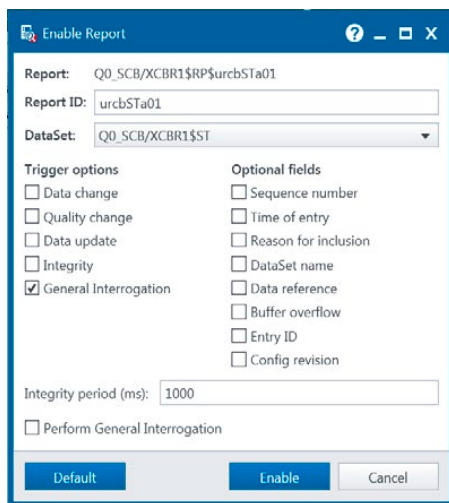 Enable Report
Report: Q0_SCB/XCBR1$RP$urcbSTa01
Report ID: urcbSTa01
DataSet: Q0_SCB/XCBR1$ST
Trigger options
Data change
Quality change
Data update
Integrity
General Interrogation
Optional fields
Sequence number
Time of entry
Reason for inclusion
DataSet name
Data reference
Buffer overflow
Entry ID
Config revision
Integrity period (ms): 1000
Perform General Interrogation
Default Enable Cancel